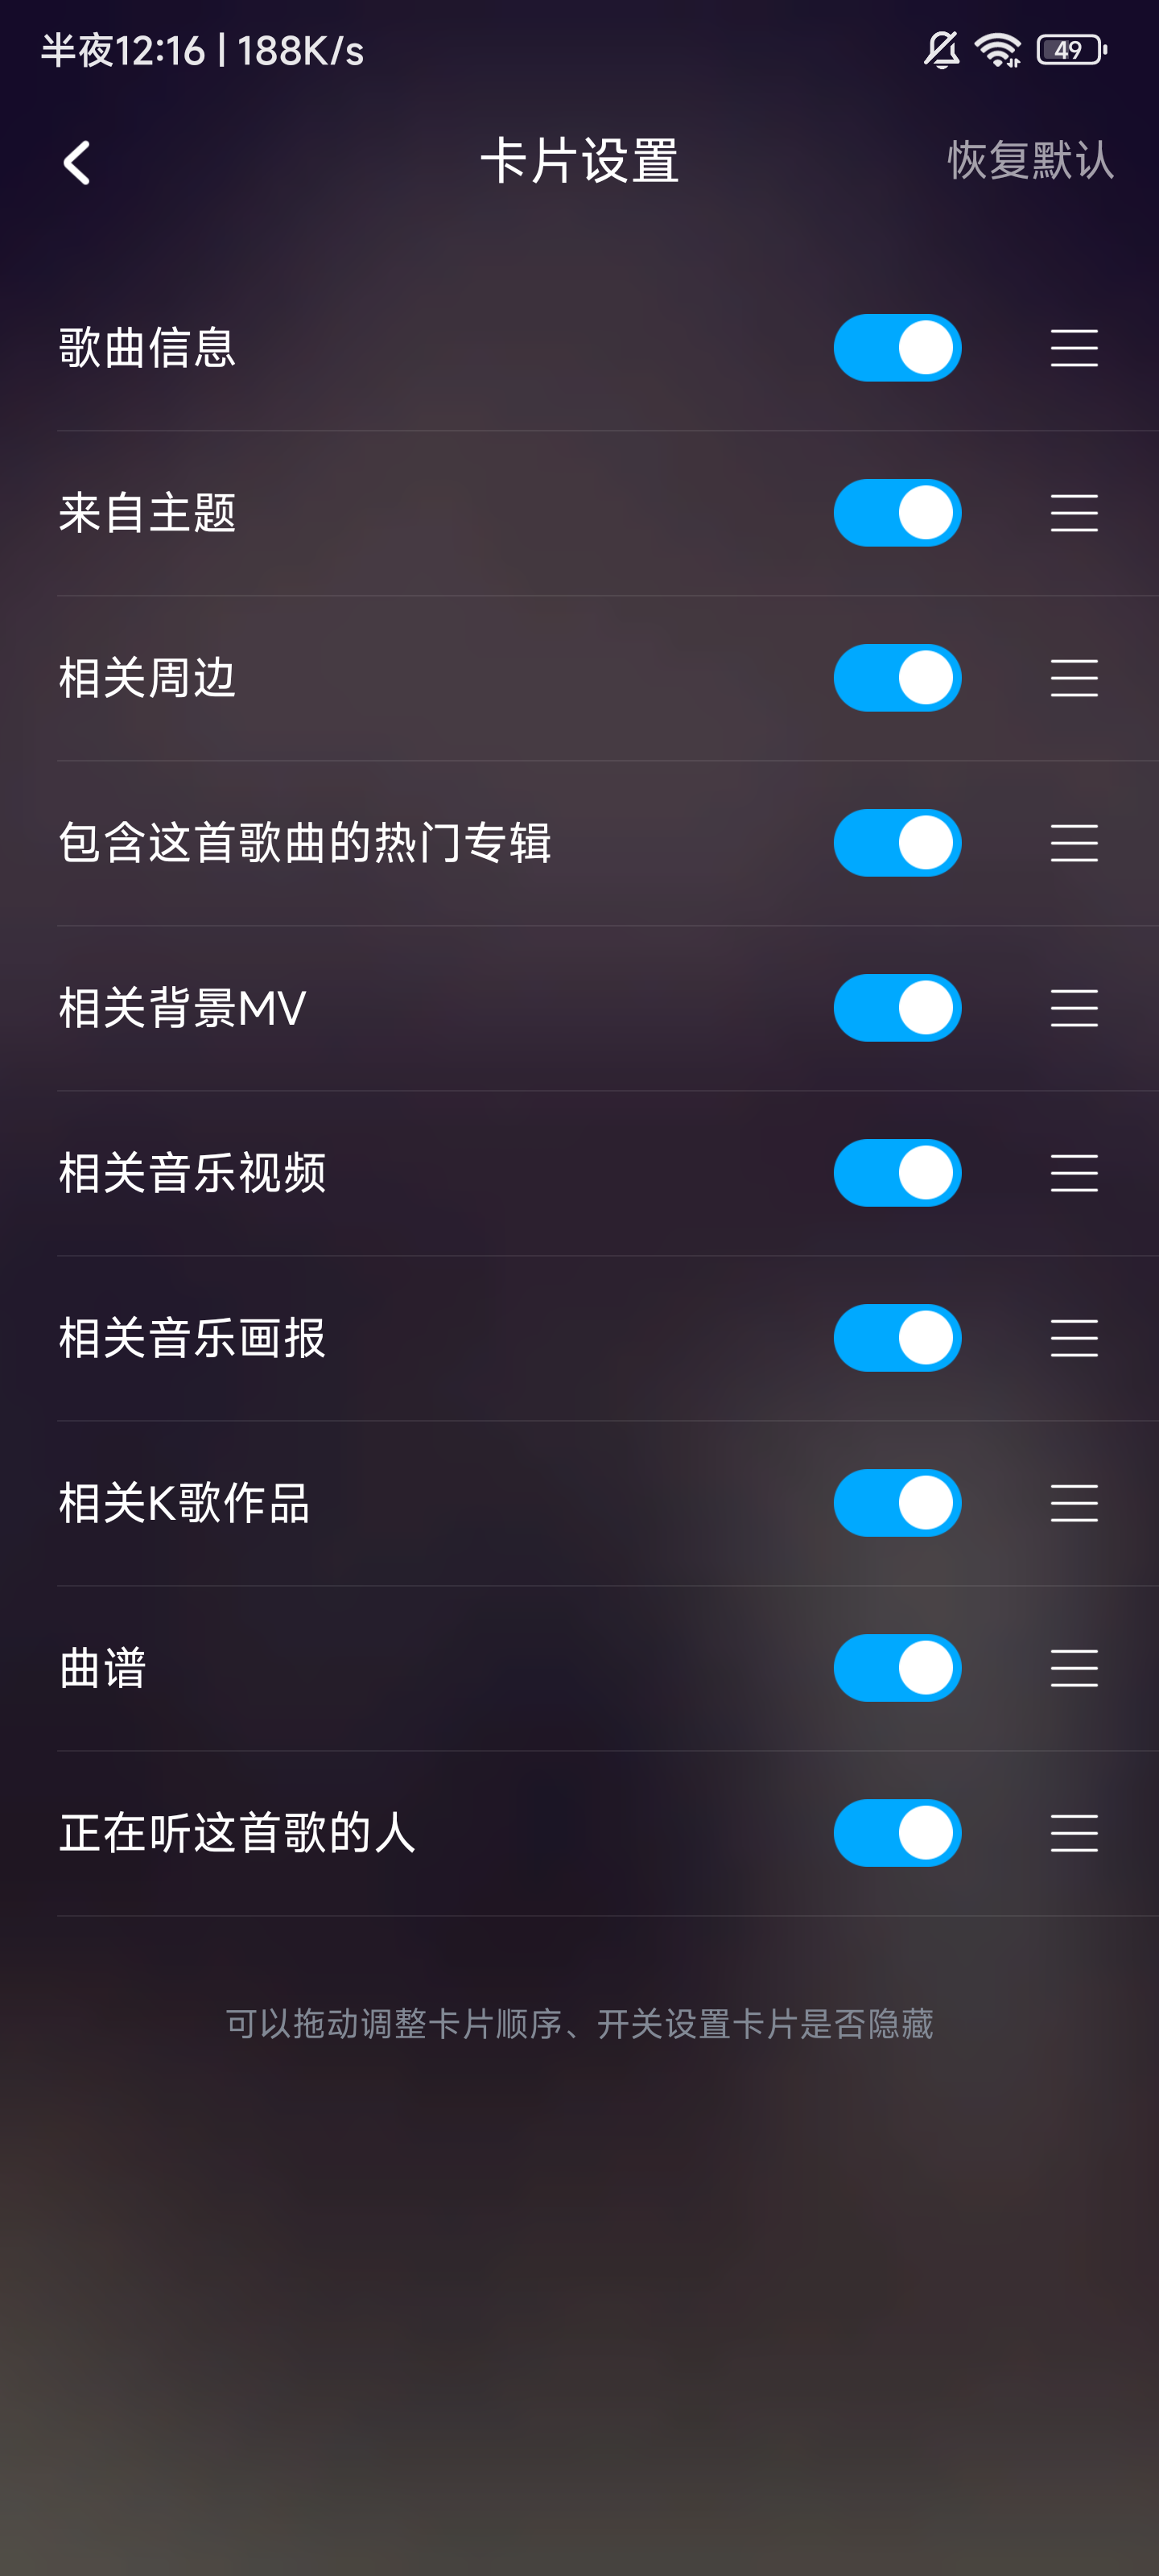 半夜12:16 | 188K/s
49
卡片设置
恢复默认
歌曲信息
来自主题
相关周边
包含这首歌曲的热门专辑
相关背景MV
相关音乐视频
相关音乐画报
相关K歌作品
曲谱
正在听这首歌的人
可以拖动调整卡片顺序、开关设置卡片是否隐藏